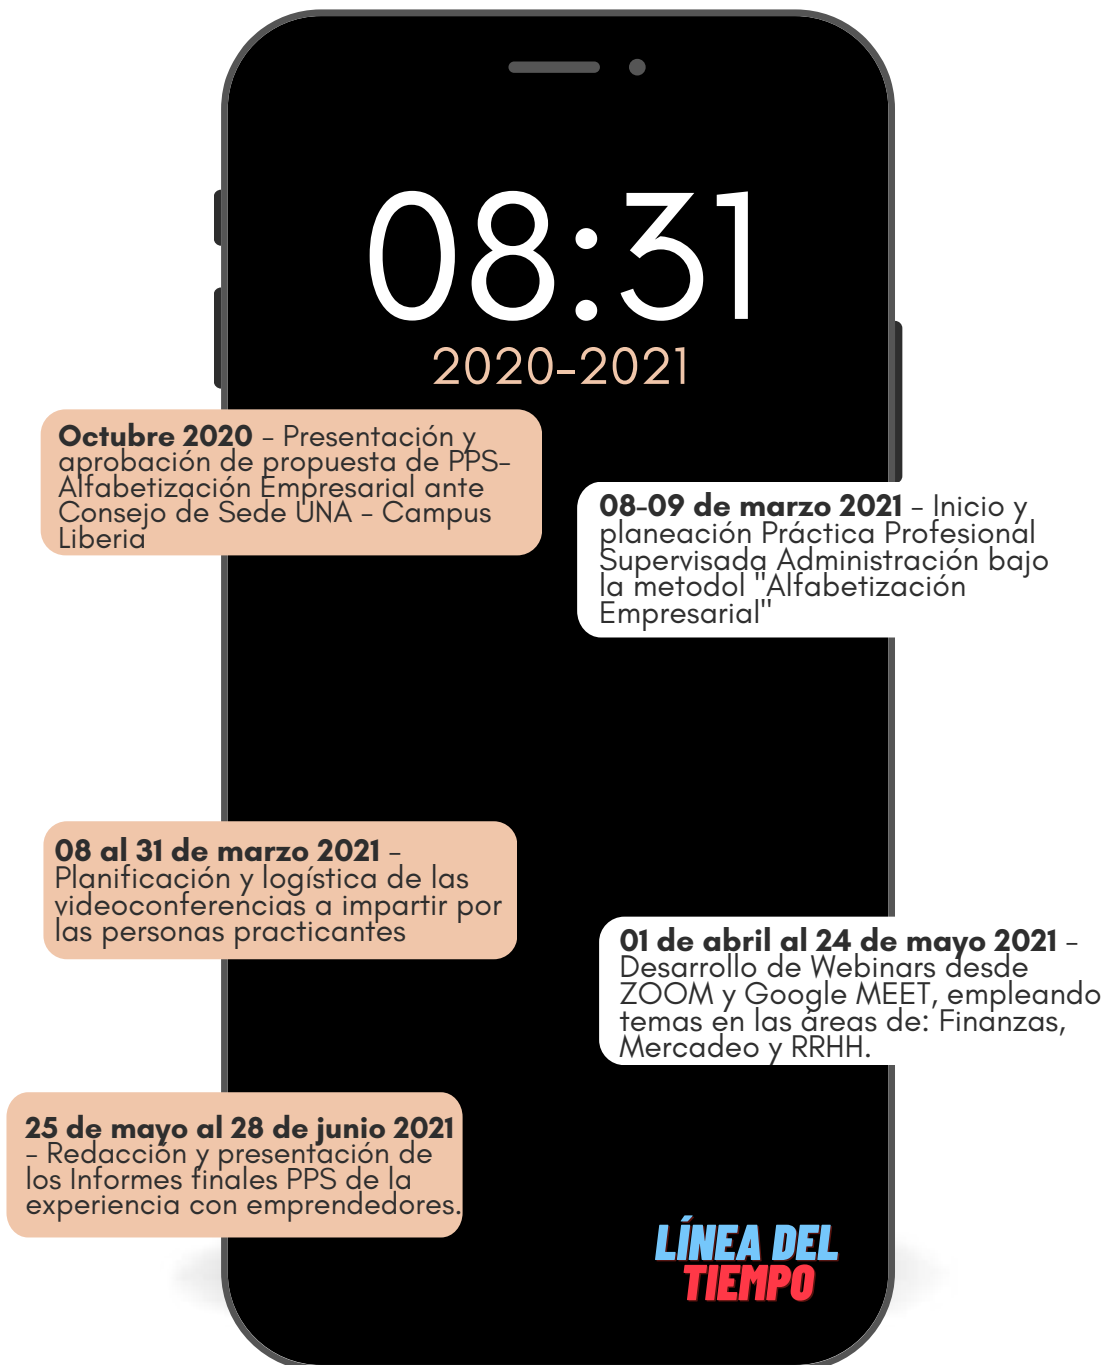 08:31
2020-2021
Octubre 2020 - Presentación y
aprobación de propuesta de PPS-
Alfabetización Empresarial ante
Consejo de Sede UNA - Campus
Liberia
08-09 de marzo 2021 - Inicio y
planeación Práctica Profesional
Supervisada Administración bajo
la metodol "Alfabetización
Empresarial"
08 al 31 de marzo 2021 -
Planificación y logística de las
videoconferencias a impartir por
las personas practicantes
01 de abril al 24 de mayo 2021 -
Desarrollo de Webinars desde
ZOOM y Google MEET, empleando
temas en las áreas de: Finanzas,
Mercadeo y RRHH.
25 de mayo al 28 de junio 2021
- Redacción y presentación de
los Informes finales PPS de la
experiencia con emprendedores.
LÍNEA DEL
TIEMPO